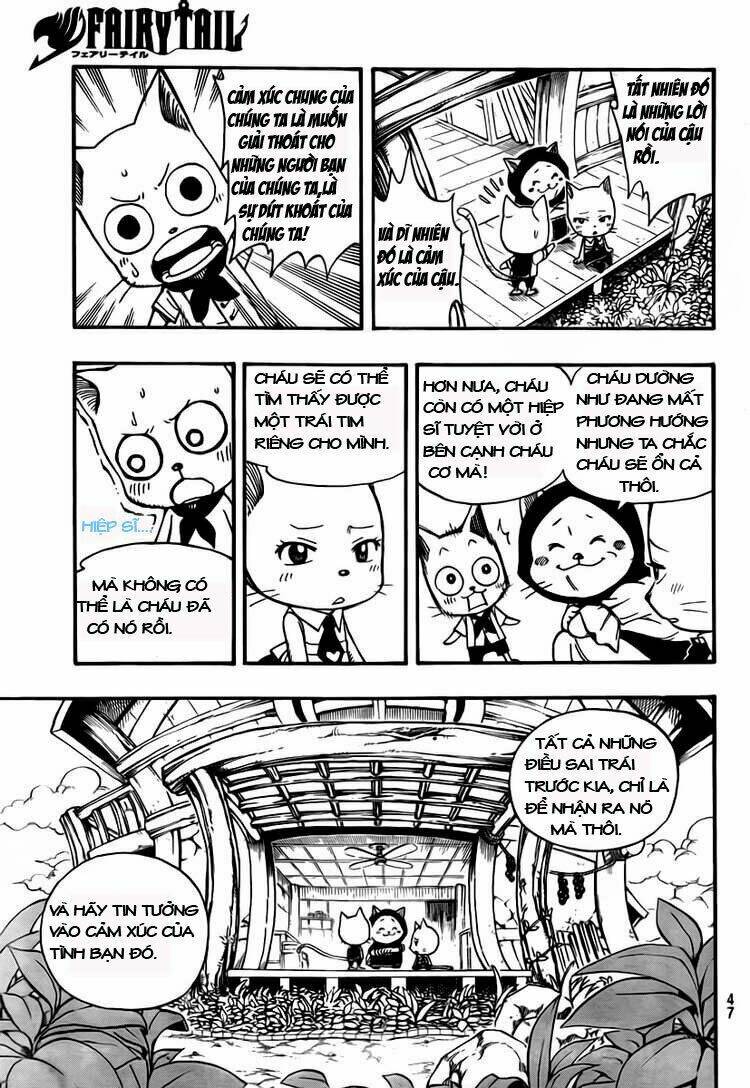 FAIRY TAIL
フェアリーテイル
TẤT NHIÊN ĐÓ
LÀ NHỮNG LỜI
NÓI CỦA CẬU
RỒI.
VÀ DĨ NHIÊN
ĐÓ LÀ CẢM
XÚC CỦA CẬU.
CẢM XÚC CHUNG CỦA
CHÚNG TA LÀ MUỐN
GIẢI THOÁT CHO
NHỮNG NGƯỜI BẠN
CỦA CHÚNG TA,LÀ
SỰ DỨT KHOÁT CỦA
CHÚNG TA!
CHÁU DƯỜNG
NHƯ ĐANG MẤT
PHƯƠNG HƯỚNG
NHƯNG TA CHẮC
CHÁU SẼ ỔN CẢ
THÔI.
HƠN NƯA, CHÁU
CÒN CÓ MỘT HIỆP
SĨ TUYỆT VỜI Ở
BÊN CẠNH CHÁU
CƠ MÀ!
CHÁU SẼ CÓ THỂ
TÌM THẤY ĐƯỢC
MỘT TRÁI TIM
RIÊNG CHO MÌNH.
HIỆP SĨ...?
MÀ KHÔNG CÓ
THỂ LÀ CHÁU ĐÃ
CÓ NÓ RỒI.
TẤT CẢ NHỮNG
ĐIỀU SAI TRÁI
TRƯỚC KIA, CHỈ LÀ
ĐỂ NHẬN RA NÓ
MÀ THÔI.
VÀ HÃY TIN TƯỞNG
VÀO CẢM XÚC CỦA
TÌNH BẠN ĐÓ.
47